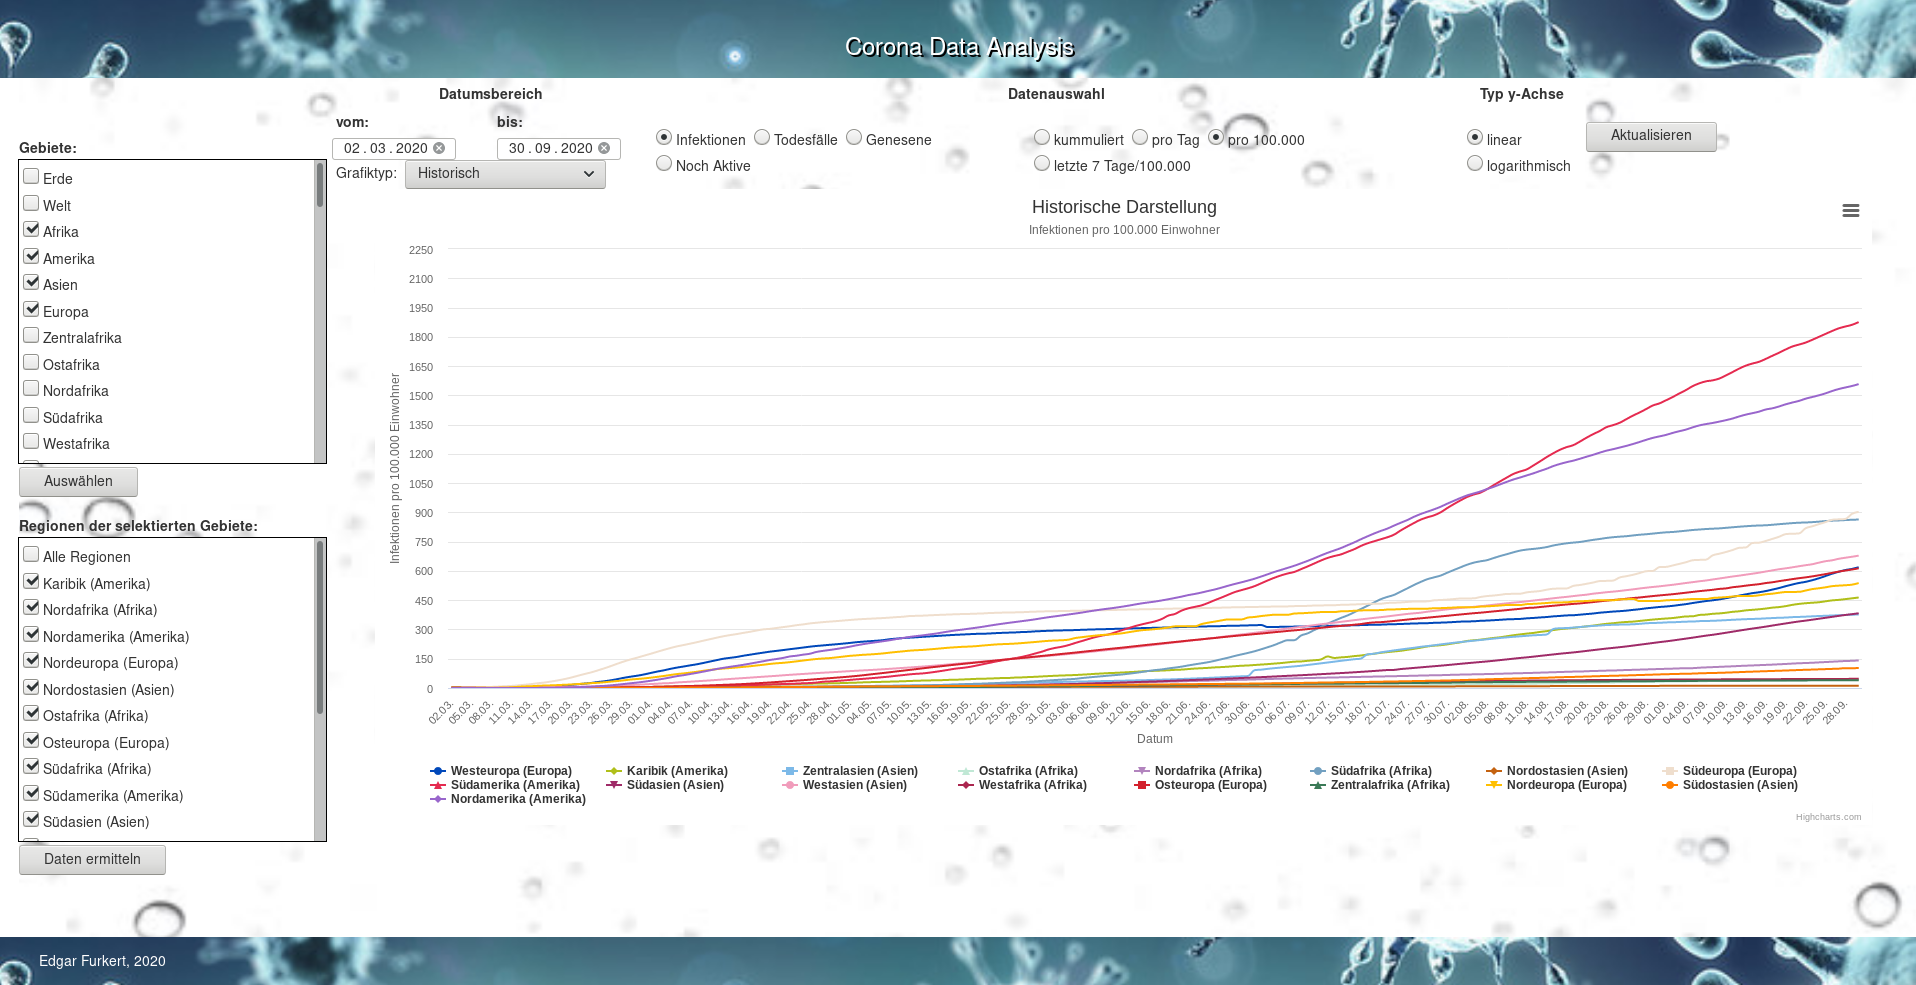 Corona Data Analysis
Datumsbereich
Datenauswahl
Typ y-Achse
vom:
bis:
02 . 03 . 2020
30 . 09 . 2020
Infektionen Todesfälle Genesene
Noch Aktive
kummuliert pro Tag pro 100.000
letzte 7 Tage/100.000
linear
logarithmisch
Aktualisieren
Grafiktyp: Historisch
Gebiete:
Erde
Welt
Afrika
Amerika
Asien
Europa
Zentralafrika
Ostafrika
Nordafrika
Südafrika
Westafrika
Auswählen
Regionen der selektierten Gebiete:
Alle Regionen
Karibik (Amerika)
Nordafrika (Afrika)
Nordamerika (Amerika)
Nordeuropa (Europa)
Nordostasien (Asien)
Ostafrika (Afrika)
Osteuropa (Europa)
Südafrika (Afrika)
Südamerika (Amerika)
Südasien (Asien)
Daten ermitteln
Historische Darstellung
Infektionen pro 100.000 Einwohner
Infektionen pro 100.000 Einwohner
2250
2100
1950
1800
1650
1500
1350
1200
1050
900
750
600
450
300
150
0
02.03. 05.03. 08.03. 11.03. 14.03. 17.03. 20.03. 23.03. 26.03. 29.03. 01.04. 04.04. 07.04. 10.04. 13.04. 16.04. 19.04. 22.04. 25.04. 28.04. 01.05. 04.05. 07.05. 10.05. 13.05. 16.05. 19.05. 22.05. 25.05. 28.05. 31.05. 03.06. 06.06. 09.06. 12.06. 15.06. 18.06. 21.06. 24.06. 27.06. 30.06. 03.07. 06.07. 09.07. 12.07. 15.07. 18.07. 21.07. 24.07. 27.07. 30.07. 02.08. 05.08. 08.08. 11.08. 14.08. 17.08. 20.08. 23.08. 26.08. 29.08. 01.09. 04.09. 07.09. 10.09. 13.09. 16.09. 19.09. 22.09. 25.09. 28.09.
Datum
Westeuropa (Europa) Karibik (Amerika) Zentralasien (Asien) Ostafrika (Afrika) Nordafrika (Afrika) Südafrika (Afrika) Nordostasien (Asien) Südeuropa (Europa)
Südamerika (Amerika) Südasien (Asien) Westasien (Asien) Westafrika (Afrika) Osteuropa (Europa) Zentralafrika (Afrika) Nordeuropa (Europa) Südostasien (Asien)
Nordamerika (Amerika)
Highcharts.com
Edgar Furkert, 2020